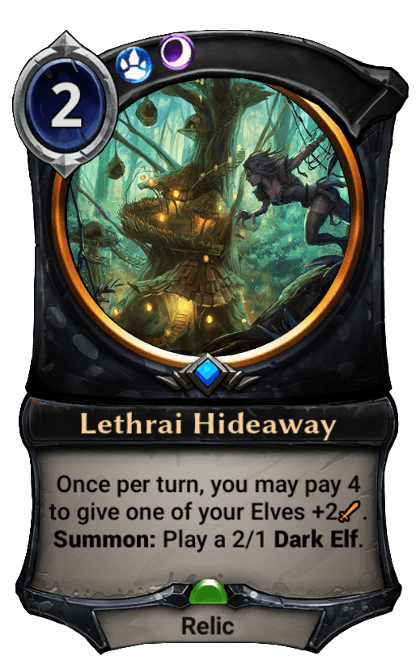 2
Lethrai Hideaway
Once per turn, you may pay 4
to give one of your Elves +2.
Summon: Play a 2/1 Dark Elf.
Relic